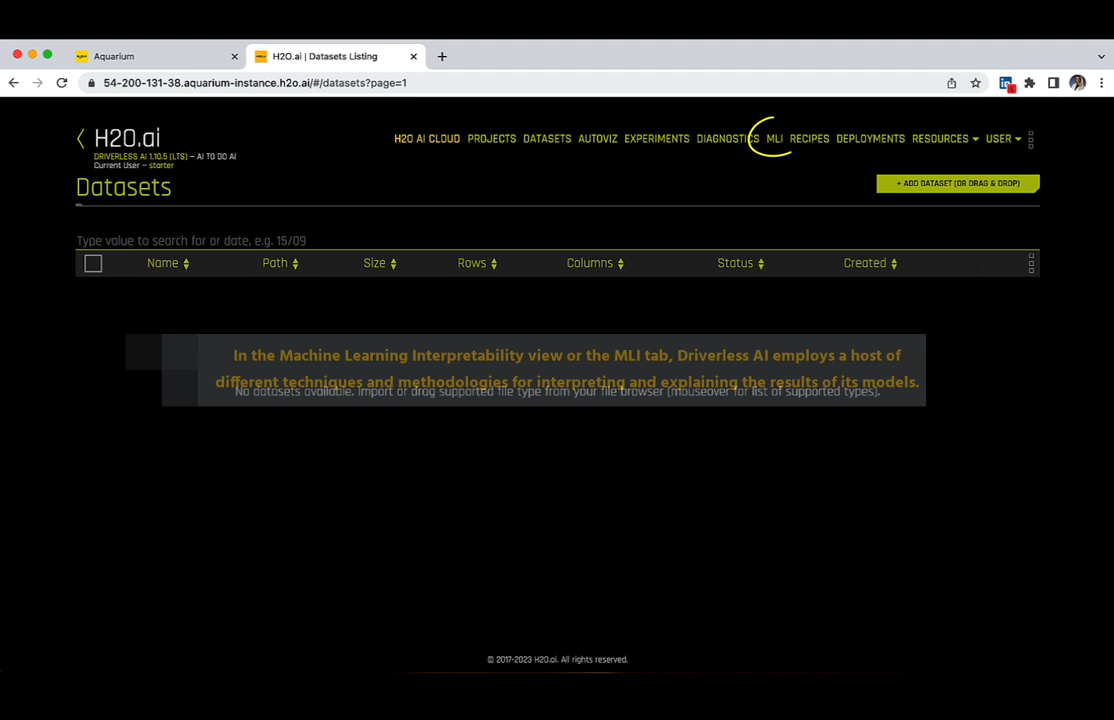 Aquarium
H2O.ai | Datasets Listing
54-200-131-38.aquarium-instance.h2o.ai/#/datasets?page=1
H2O.ai
DRIVERLESS AI 1.10.5 (LTS) – AI TO DO AI
Current User – starter
H2O AI CLOUD PROJECTS DATASETS AUTOVIZ EXPERIMENTS DIAGNOSTICS MLI RECIPES DEPLOYMENTS RESOURCES USER
Datasets
+ ADD DATASET (OR DRAG & DROP)
Type value to search for or date, e.g. 15/09
Name Path Size Rows Columns Status Created
In the Machine Learning Interpretability view or the MLI tab, Driverless AI employs a host of
different techniques and methodologies for interpreting and explaining the results of its models.
No datasets available. Import or drag supported file type from your file browser (mouseover for list of supported types).
© 2017-2023 H2O.ai. All rights reserved.